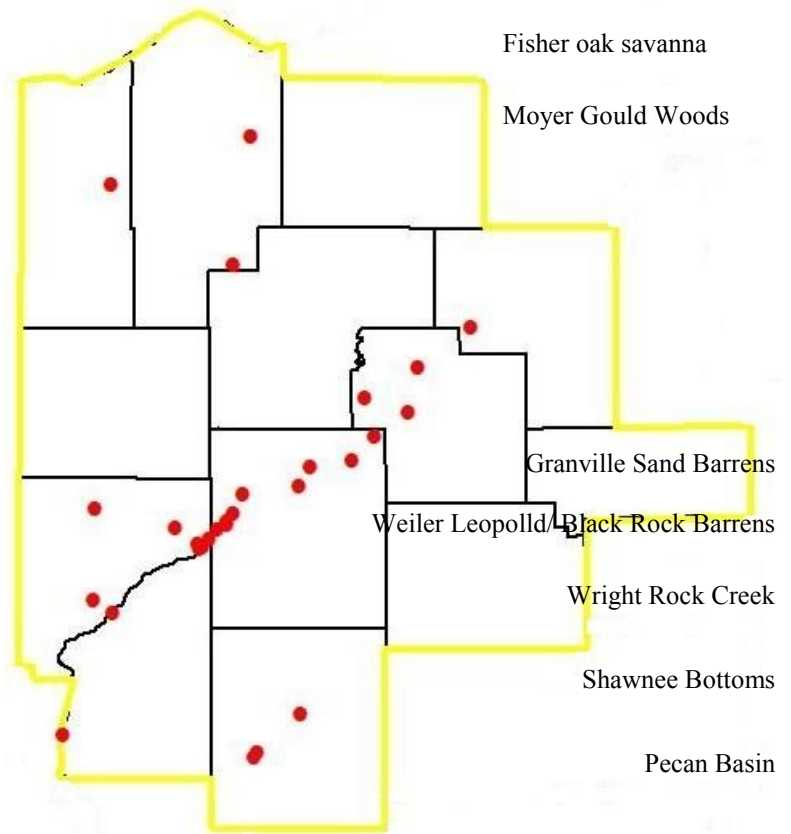 Fisher oak savanna
Moyer Gould Woods
Granville Sand Barrens
Weiler Leopolld/ Black Rock Barrens
Wright Rock Creek
Shawnee Bottoms
Pecan Basin